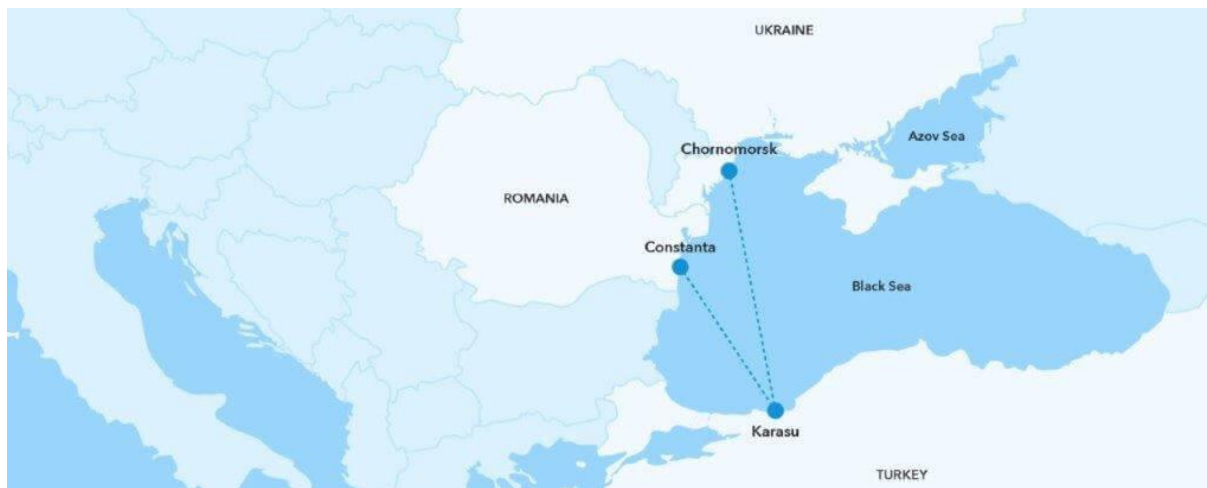 UKRAINE
Azov Sea
Chornomorsk
ROMANIA
Constanta
Black Sea
Karasu
TURKEY